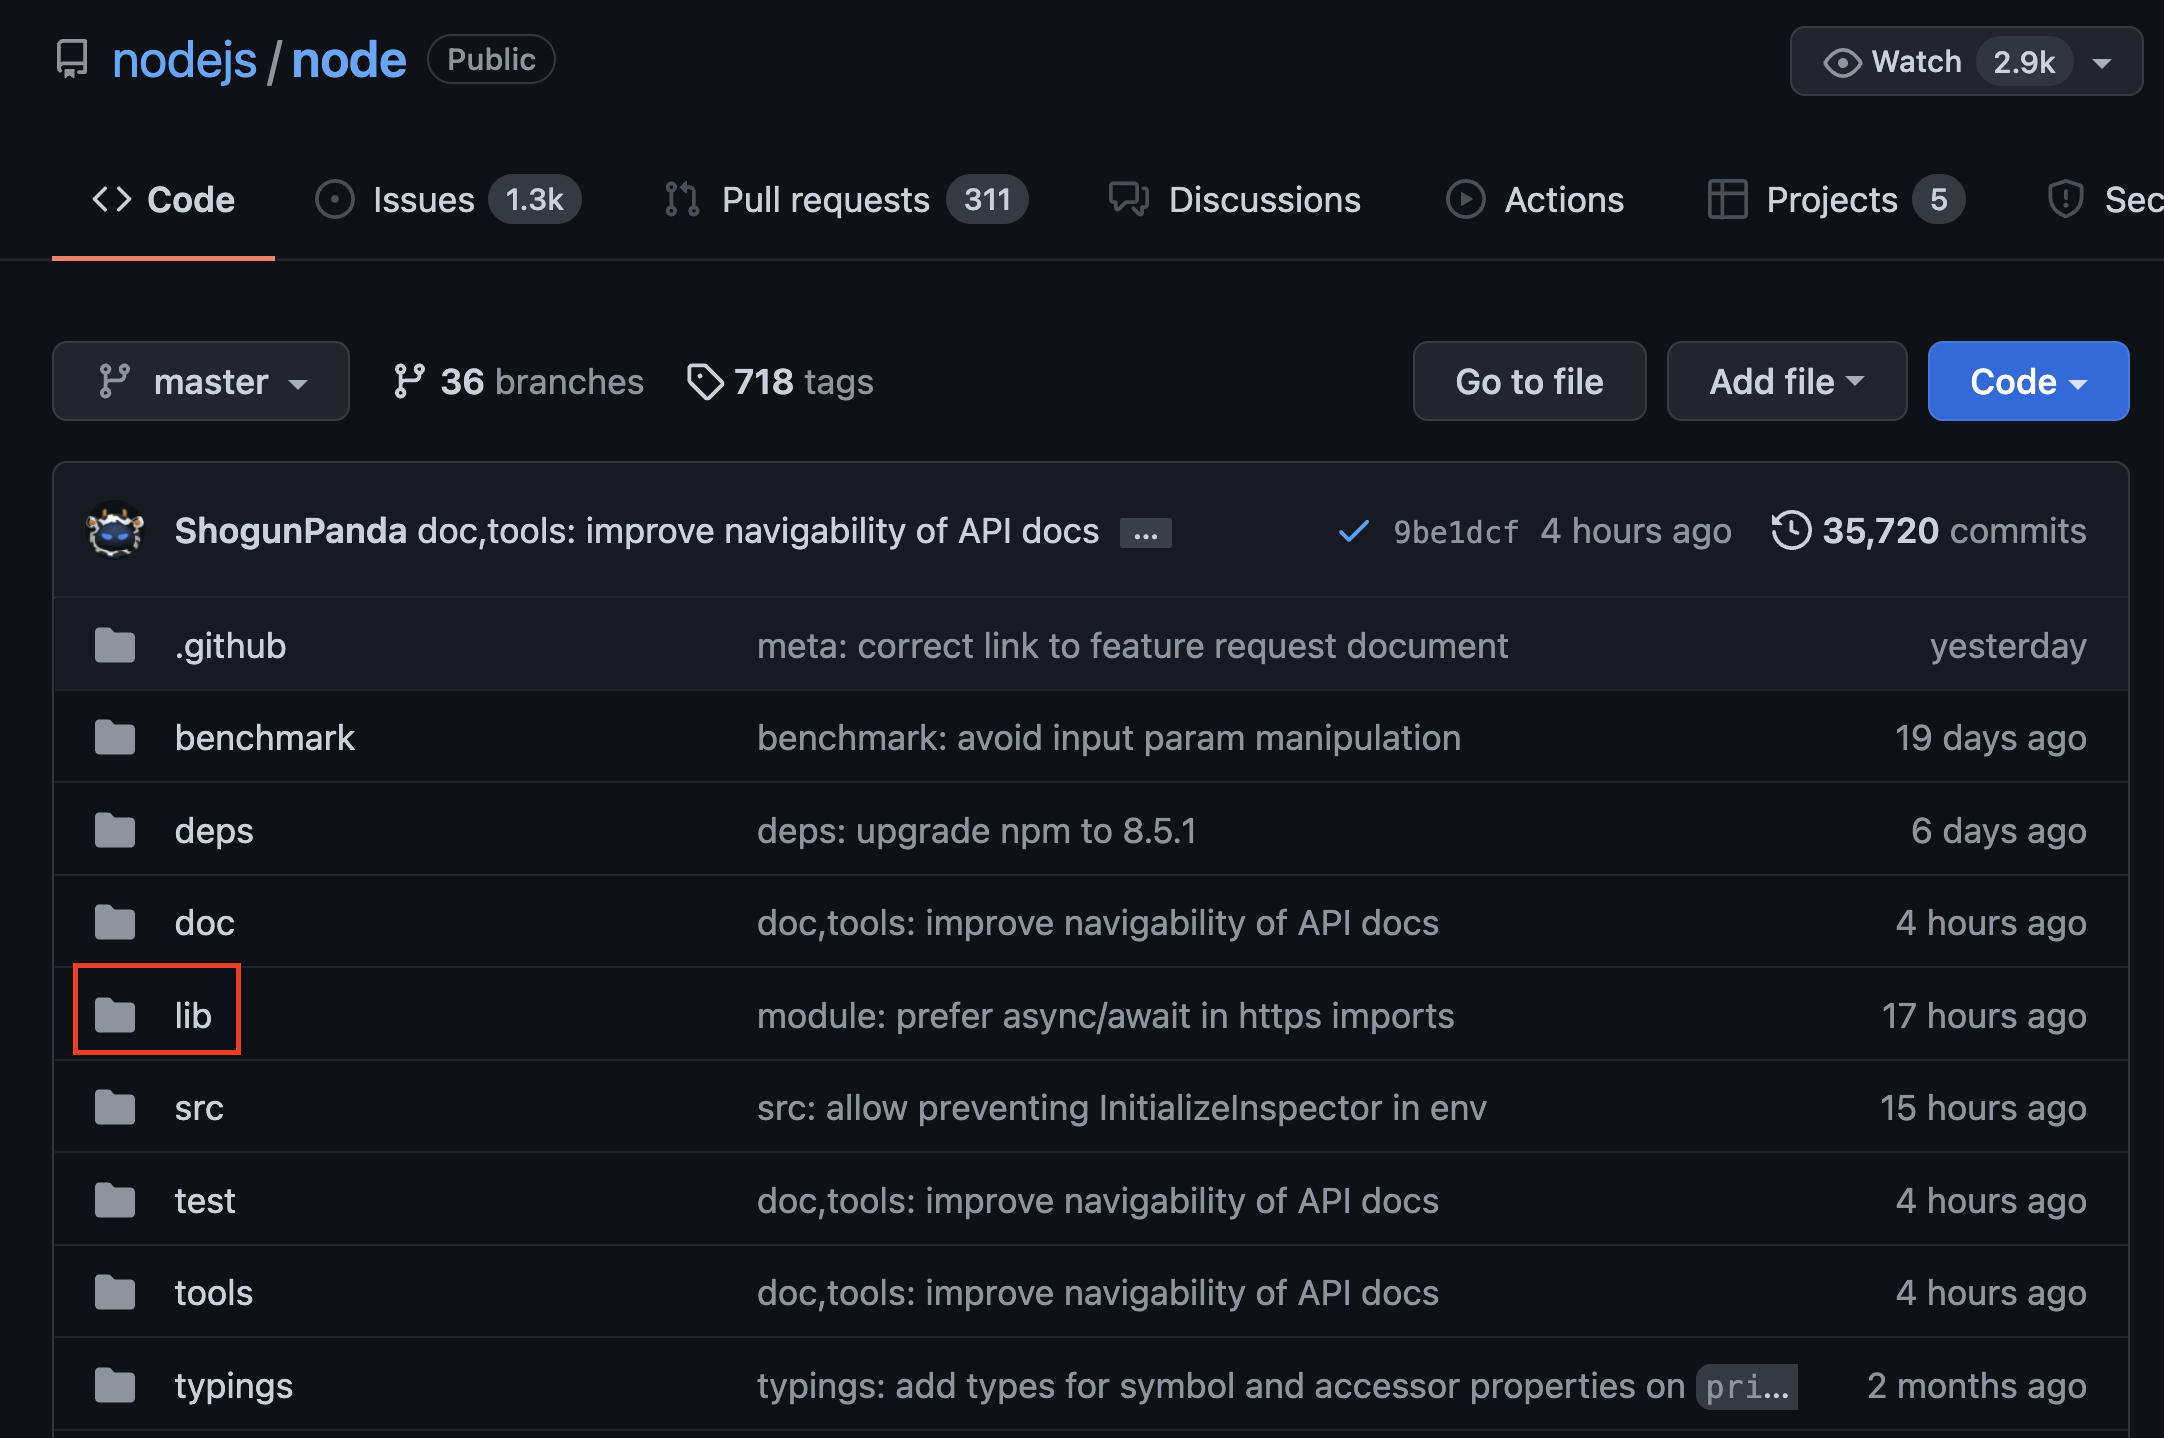 nodejs / node Public Watch 2.9k
Code Issues 1.3k Pull requests 311 Discussions Actions Projects 5 Sec
master 36 branches 718 tags Go to file Add file Code
ShogunPanda doc,tools: improve navigability of API docs ... 9be1dcf 4 hours ago 35,720 commits
.github meta: correct link to feature request document yesterday
benchmark benchmark: avoid input param manipulation 19 days ago
deps deps: upgrade npm to 8.5.1 6 days ago
doc doc,tools: improve navigability of API docs 4 hours ago
lib module: prefer async/await in https imports 17 hours ago
src src: allow preventing InitializeInspector in env 15 hours ago
test doc,tools: improve navigability of API docs 4 hours ago
tools doc,tools: improve navigability of API docs 4 hours ago
typings typings: add types for symbol and accessor properties on pri... 2 months ago